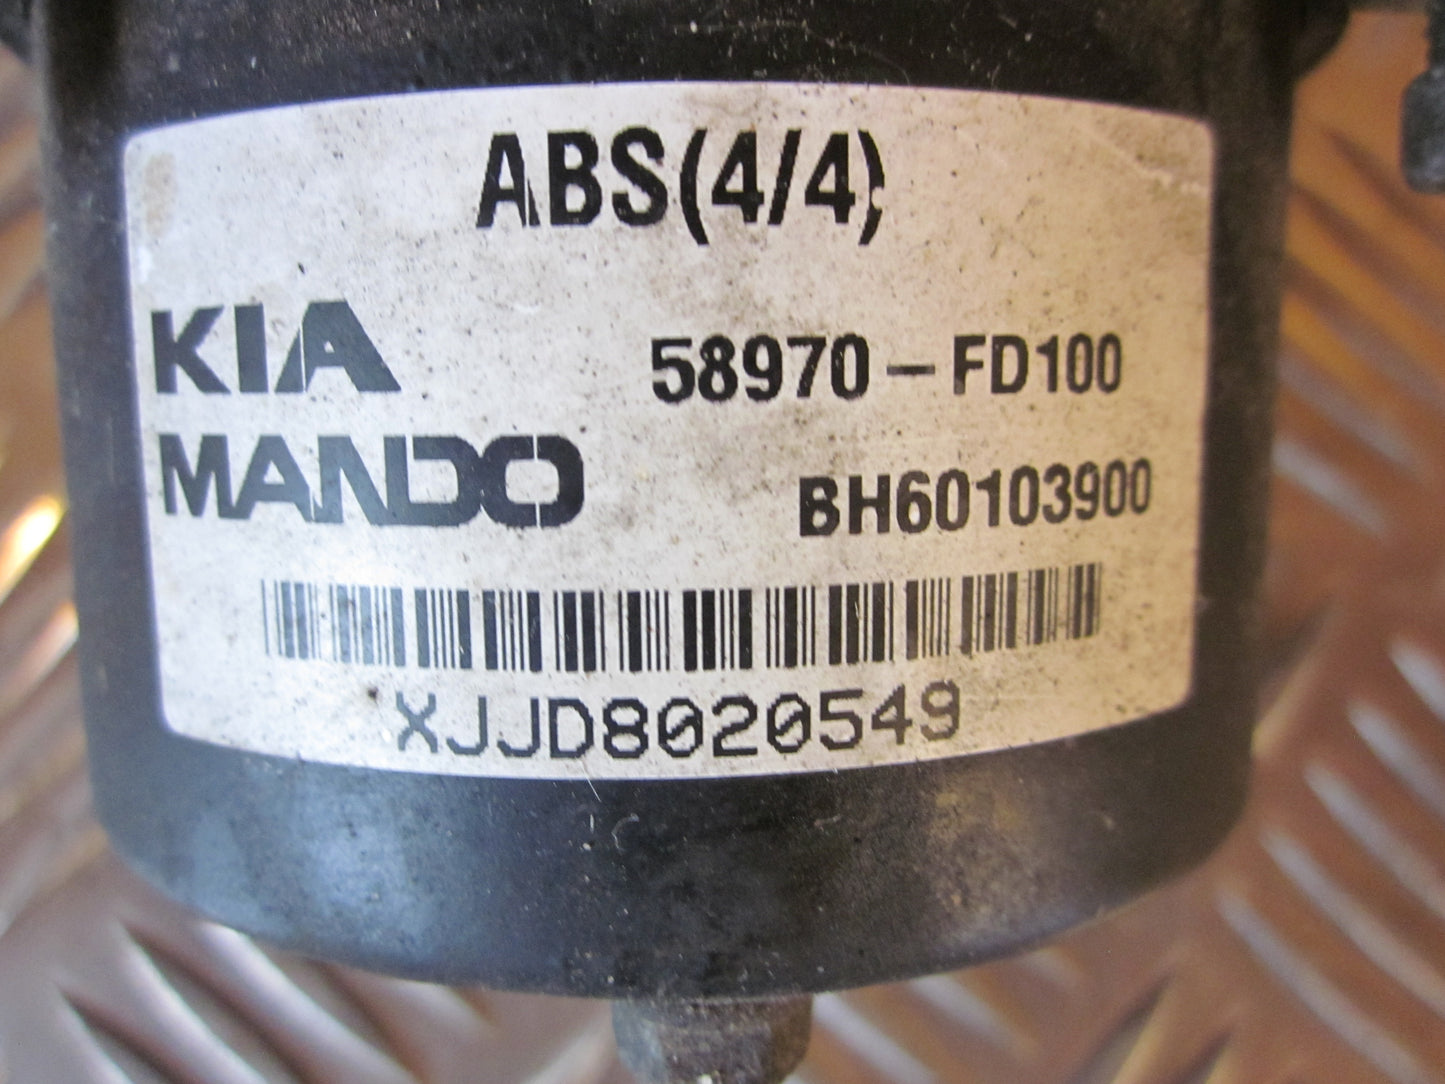 ABS(4/4)
KIA 58970-FD100
MANDO BH60103900
XJJD8020549